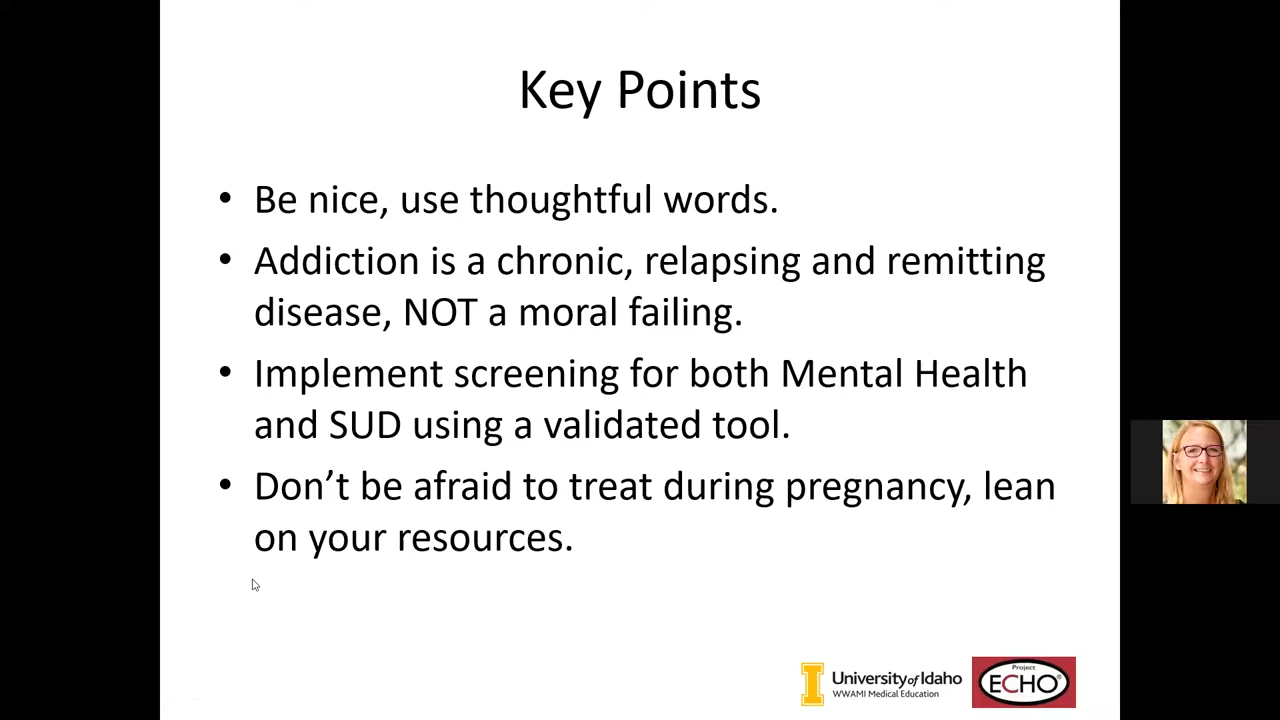 Key Points
• Be nice, use thoughtful words.
• Addiction is a chronic, relapsing and remitting
disease, NOT a moral failing.
• Implement screening for both Mental Health
and SUD using a validated tool.
• Don’t be afraid to treat during pregnancy, lean
on your resources.
I University of Idaho
WWAMI Medical Education
Project
ECHO®